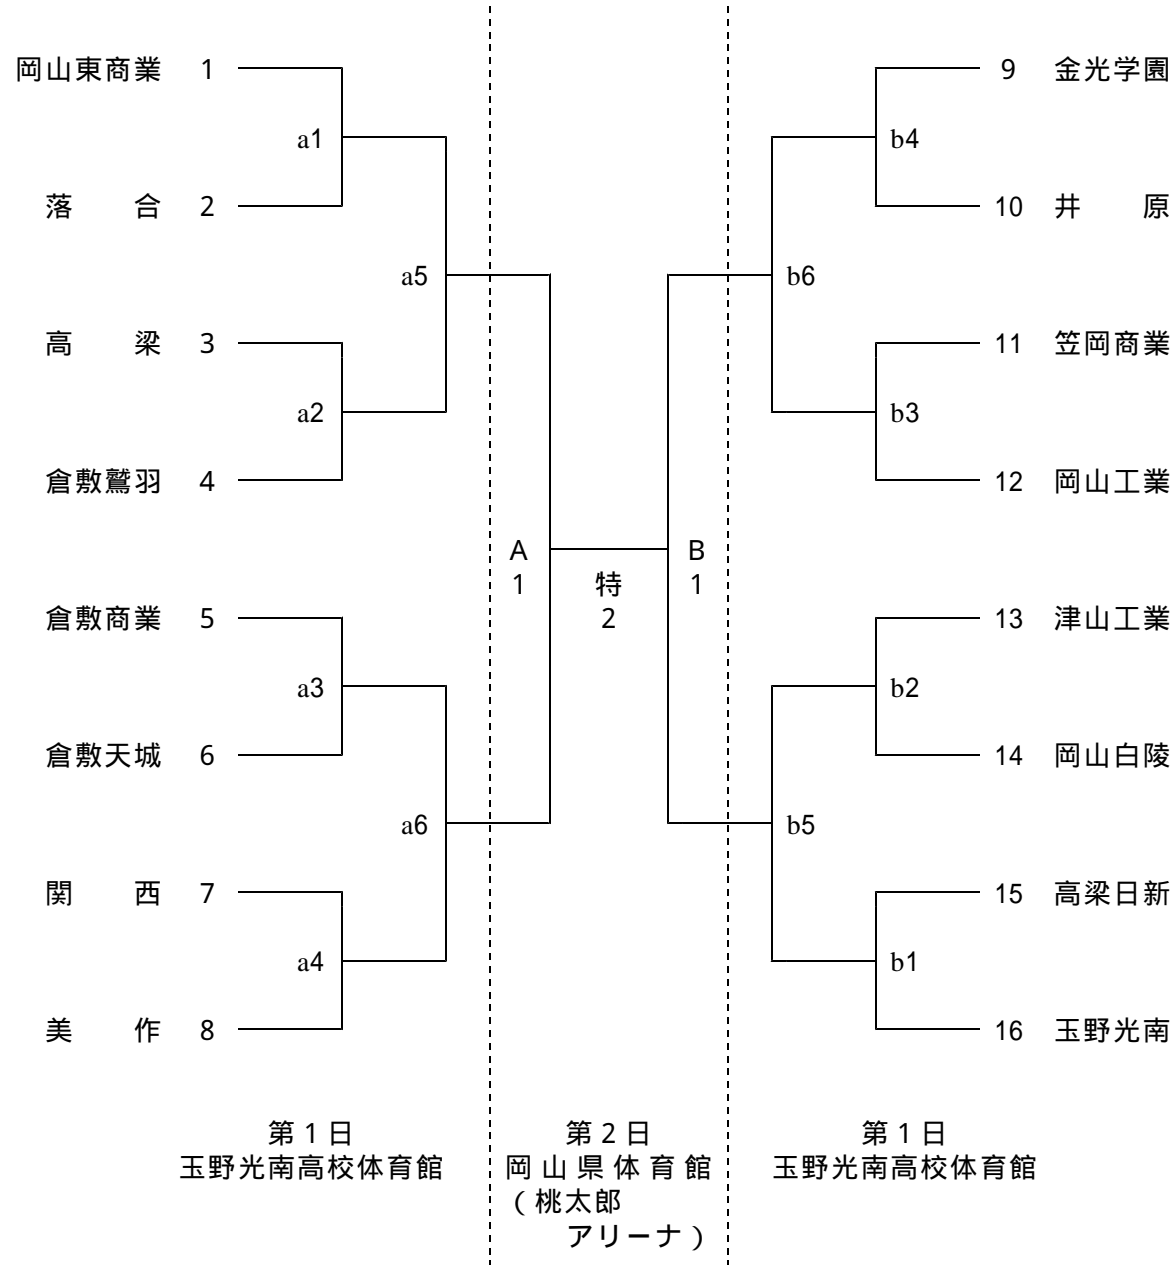 岡山東商業 1
a1
落 合 2
a5
高 梁 3
a2
倉敷鷲羽 4
倉敷商業 5
a3
倉敷天城 6
a6
関 西 7
a4
美 作 8
A
1
特
2
B
1
9 金光学園
b4
10 井 原
b6
11 笠岡商業
b3
12 岡山工業
13 津山工業
b2
14 岡山白陵
b5
15 高梁日新
b1
16 玉野光南
第1日
玉野光南高校体育館
第2日
岡山県体育館
(桃太郎
アリーナ)
第1日
玉野光南高校体育館